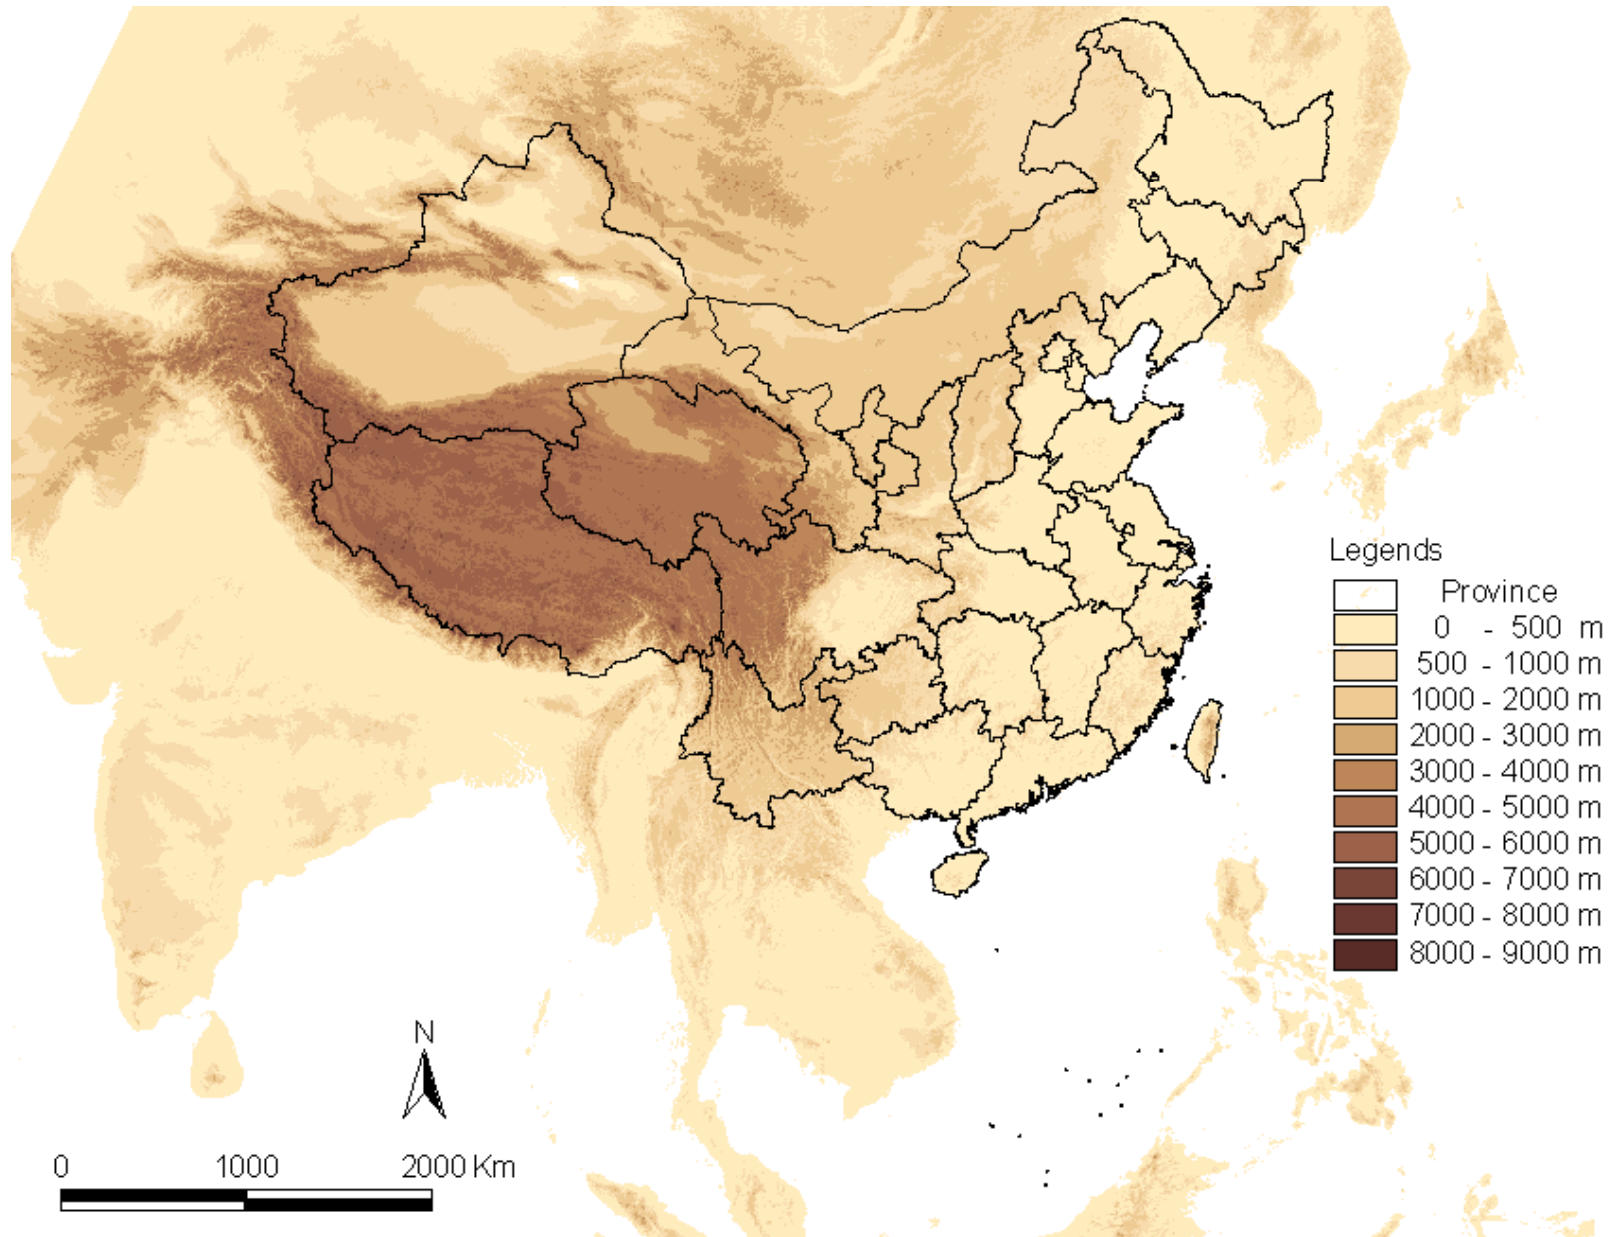 Legends
Province
0 - 500 m
500 - 1000 m
1000 - 2000 m
2000 - 3000 m
3000 - 4000 m
4000 - 5000 m
5000 - 6000 m
6000 - 7000 m
7000 - 8000 m
8000 - 9000 m
N
0 1000 2000 Km